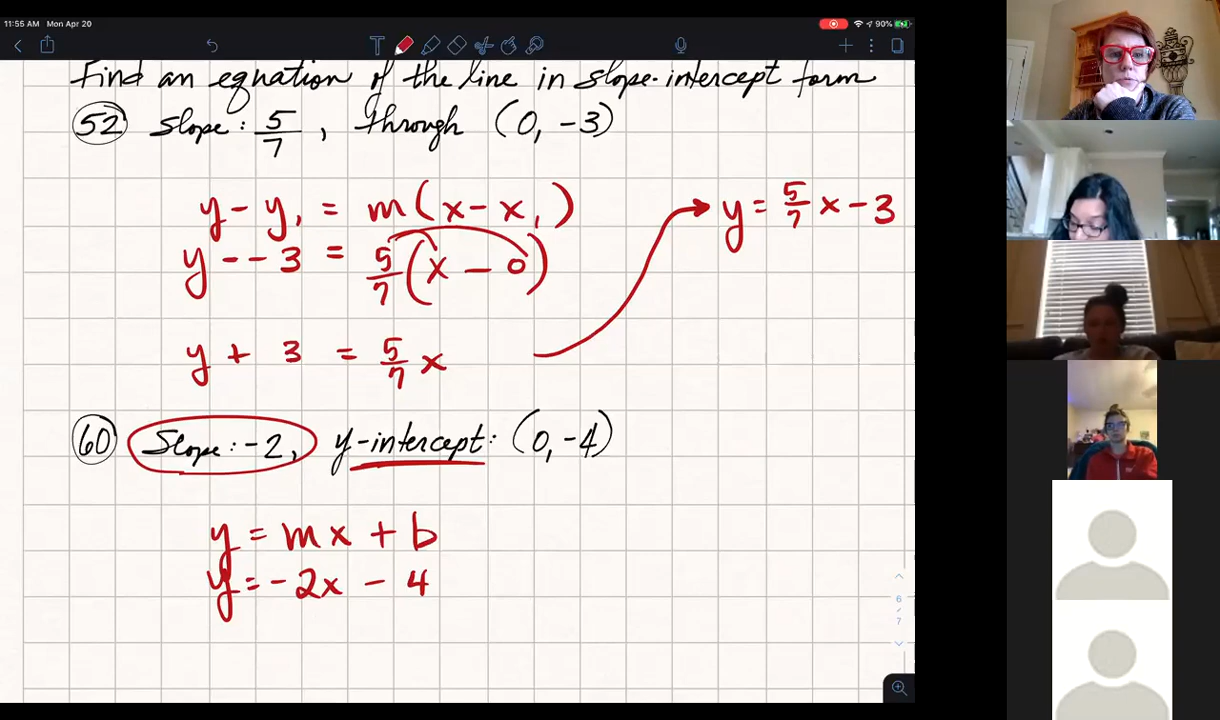 11:55 AM Mon Apr 20
90%
Find an equation of the line in slope-intercept form
52 Slope: 5/7, through (0, -3)
y - y₁ = m(x - x₁)
y - - 3 = 5/7(x - 0)
y + 3 = 5/7 x
y = 5/7 x - 3
60 Slope: -2, y-intercept: (0, -4)
y = mx + b
y = -2x - 4
6
/
7